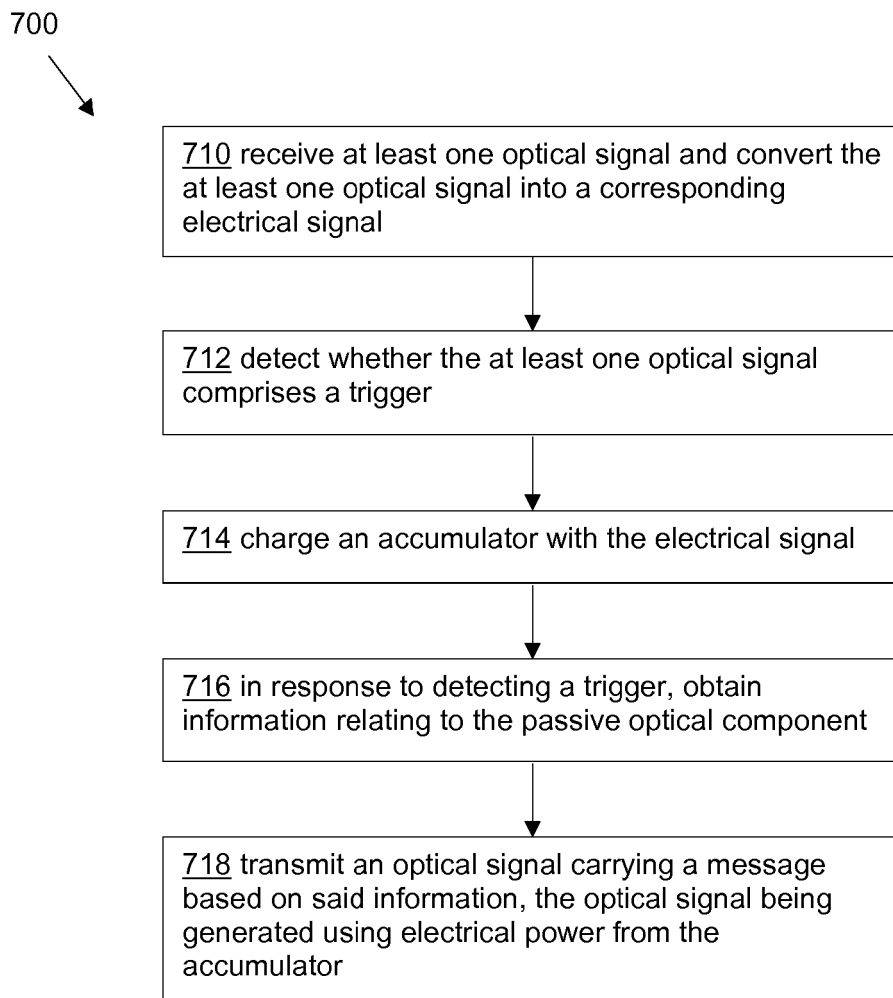 700
710 receive at least one optical signal and convert the
at least one optical signal into a corresponding
electrical signal
712 detect whether the at least one optical signal
comprises a trigger
714 charge an accumulator with the electrical signal
716 in response to detecting a trigger, obtain
information relating to the passive optical component
718 transmit an optical signal carrying a message
based on said information, the optical signal being
generated using electrical power from the
accumulator